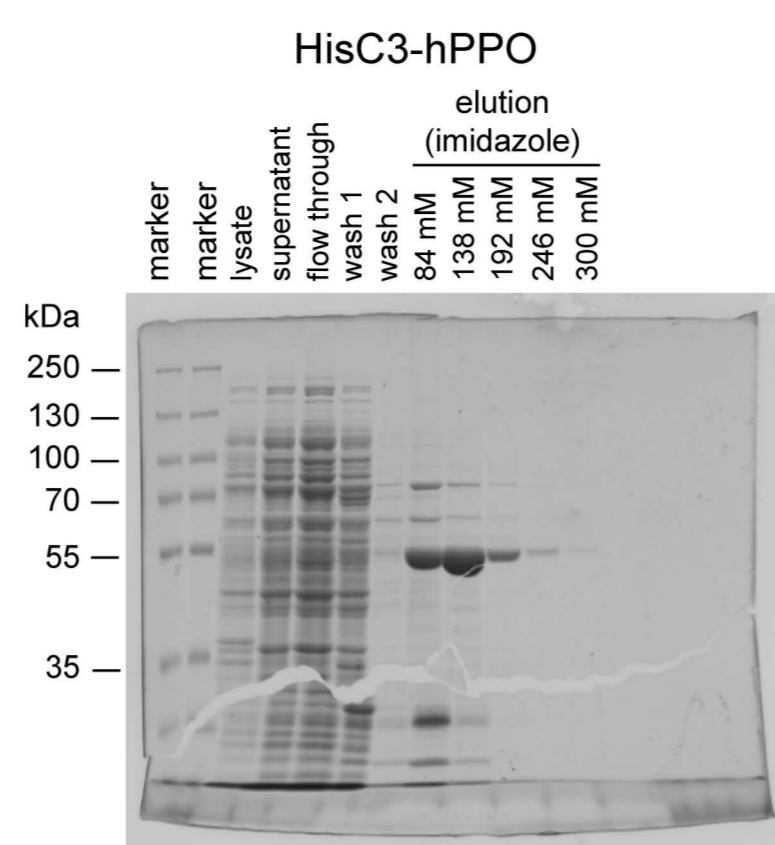 HisC3-hPPO
elution
(imidazole)
marker
marker
lysate
supernatant
flow through
wash 1
wash 2
84 mM
138 mM
192 mM
246 mM
300 mM
kDa
250
130
100
70
55
35